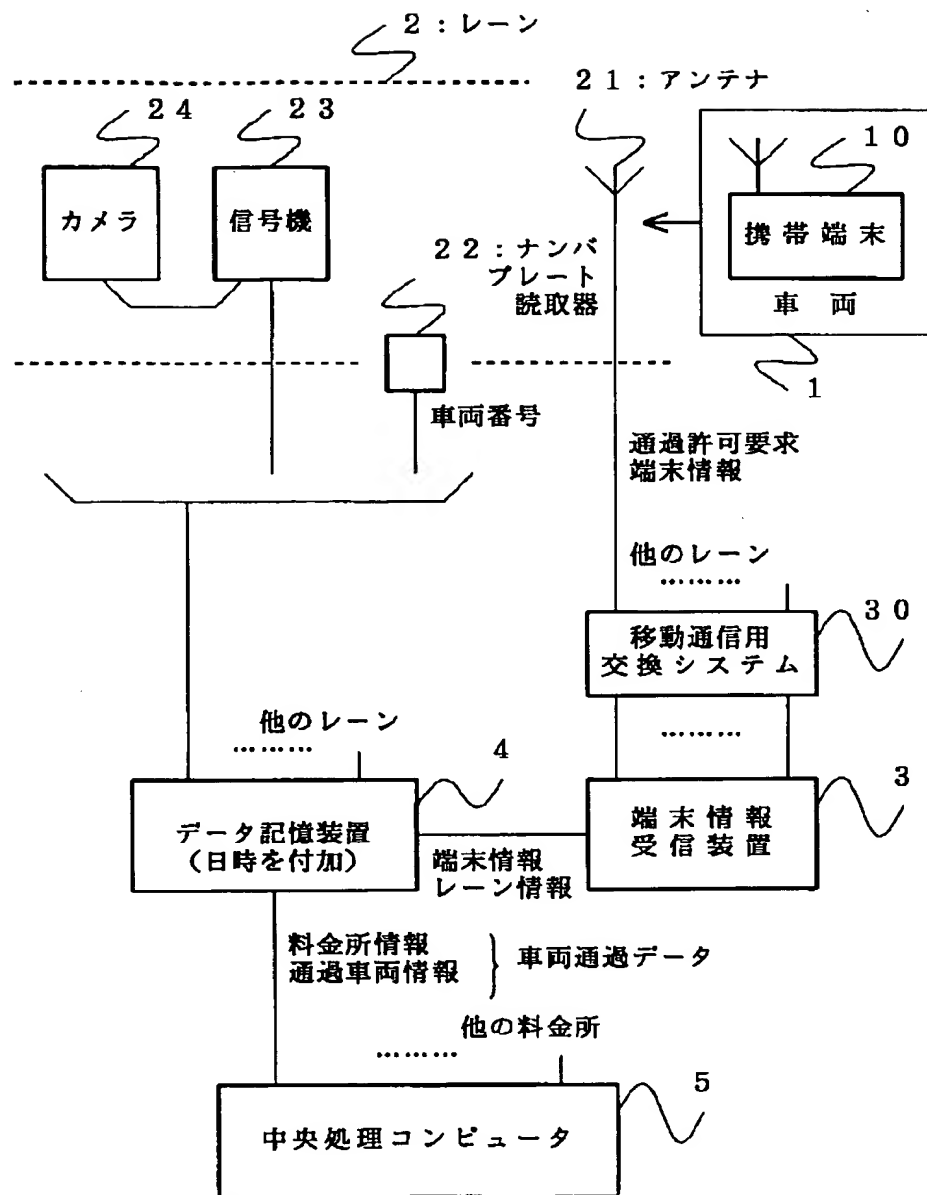 ２：レーン
２１：アンテナ
２４
２３
１０
カメラ
信号機
携帯端末
車両
１
２２：ナンバ
プレート
読取器
車両番号
通過許可要求
端末情報
他のレーン
………
３０
移動通信用
交換システム
………
他のレーン
………
４
３
データ記憶装置
（日時を付加）
端末情報
受信装置
端末情報
レーン情報
料金所情報
通過車両情報
車両通過データ
他の料金所
………
５
中央処理コンピュータ